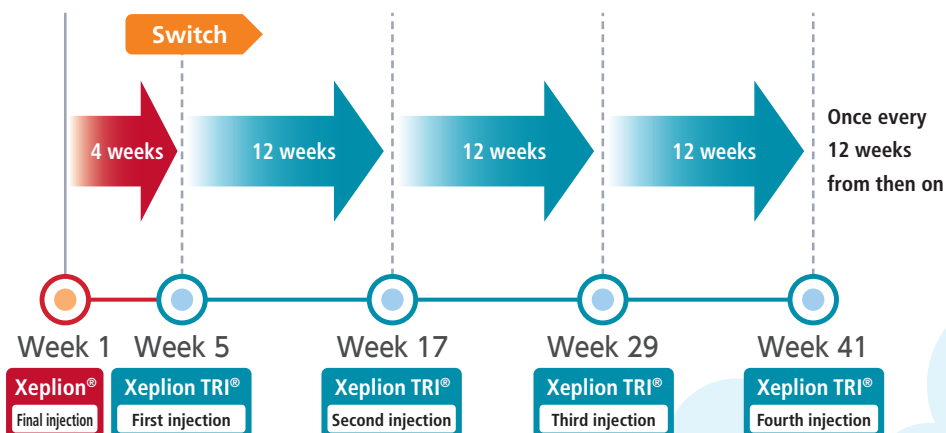 Switch
4 weeks
12 weeks
12 weeks
12 weeks
Once every
12 weeks
from then on
Week 1
Week 5
Week 17
Week 29
Week 41
Xeplion®
Final injection
Xeplion TRI®
First injection
Xeplion TRI®
Second injection
Xeplion TRI®
Third injection
Xeplion TRI®
Fourth injection